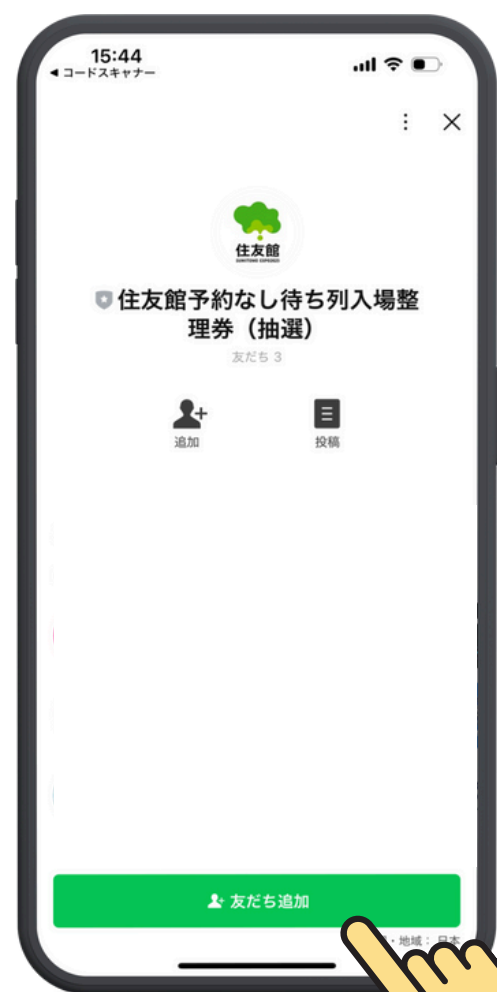 15:44
◀ コードスキャナー
住友館
SUMITOMO EXPO2025
住友館予約なし待ち列入場整
理券（抽選）
友だち 3
追加
投稿
友だち追加
・地域： 日本